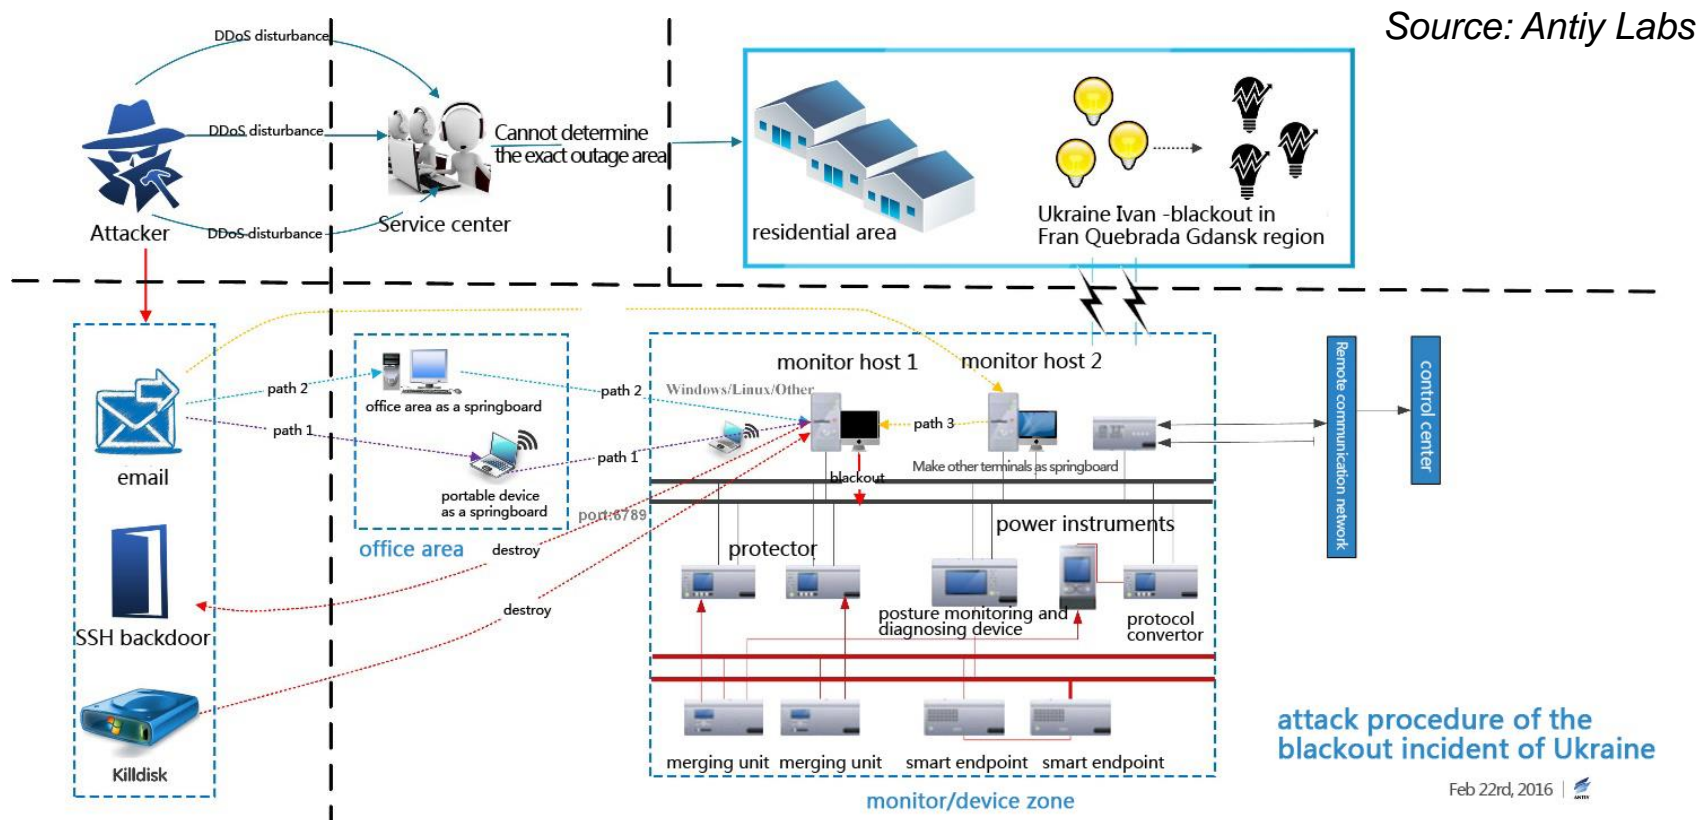 Source: Antiy Labs
DDoS disturbance
DDoS disturbance
DDoS disturbance
Attacker
Service center
Cannot determine
the exact outage area
residential area
Ukraine Ivan -blackout in
Fran Quebrada Gdansk region
email
SSH backdoor
Killdisk
path 2
path 1
office area as a springboard
portable device
as a springboard
office area
path 2
path 1
port:6789
destroy
destroy
Windows/Linux/Other
monitor host 1
monitor host 2
path 3
blackout
Make other terminals as springboard
protector
power instruments
posture monitoring and
diagnosing device
protocol
convertor
merging unit
merging unit
smart endpoint
smart endpoint
monitor/device zone
Remote communication network
control center
attack procedure of the
blackout incident of Ukraine
Feb 22rd, 2016
ANTIY